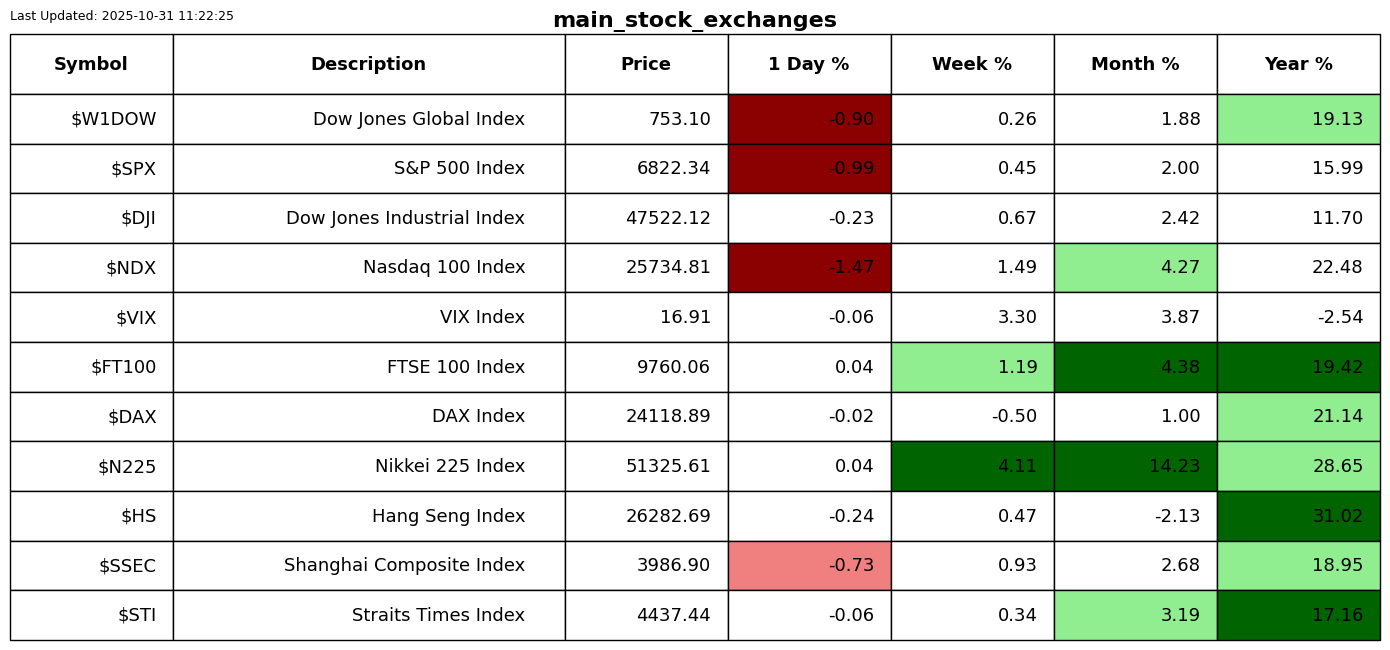 Last Updated: 2025-10-31 11:22:25
main_stock_exchanges
Symbol Description Price 1 Day % Week % Month % Year %
$W1DOW Dow Jones Global Index 753.10 -0.90 0.26 1.88 19.13
$SPX S&P 500 Index 6822.34 -0.99 0.45 2.00 15.99
$DJI Dow Jones Industrial Index 47522.12 -0.23 0.67 2.42 11.70
$NDX Nasdaq 100 Index 25734.81 -1.47 1.49 4.27 22.48
$VIX VIX Index 16.91 -0.06 3.30 3.87 -2.54
$FT100 FTSE 100 Index 9760.06 0.04 1.19 4.38 19.42
$DAX DAX Index 24118.89 -0.02 -0.50 1.00 21.14
$N225 Nikkei 225 Index 51325.61 0.04 4.11 14.23 28.65
$HS Hang Seng Index 26282.69 -0.24 0.47 -2.13 31.02
$SSEC Shanghai Composite Index 3986.90 -0.73 0.93 2.68 18.95
$STI Straits Times Index 4437.44 -0.06 0.34 3.19 17.16